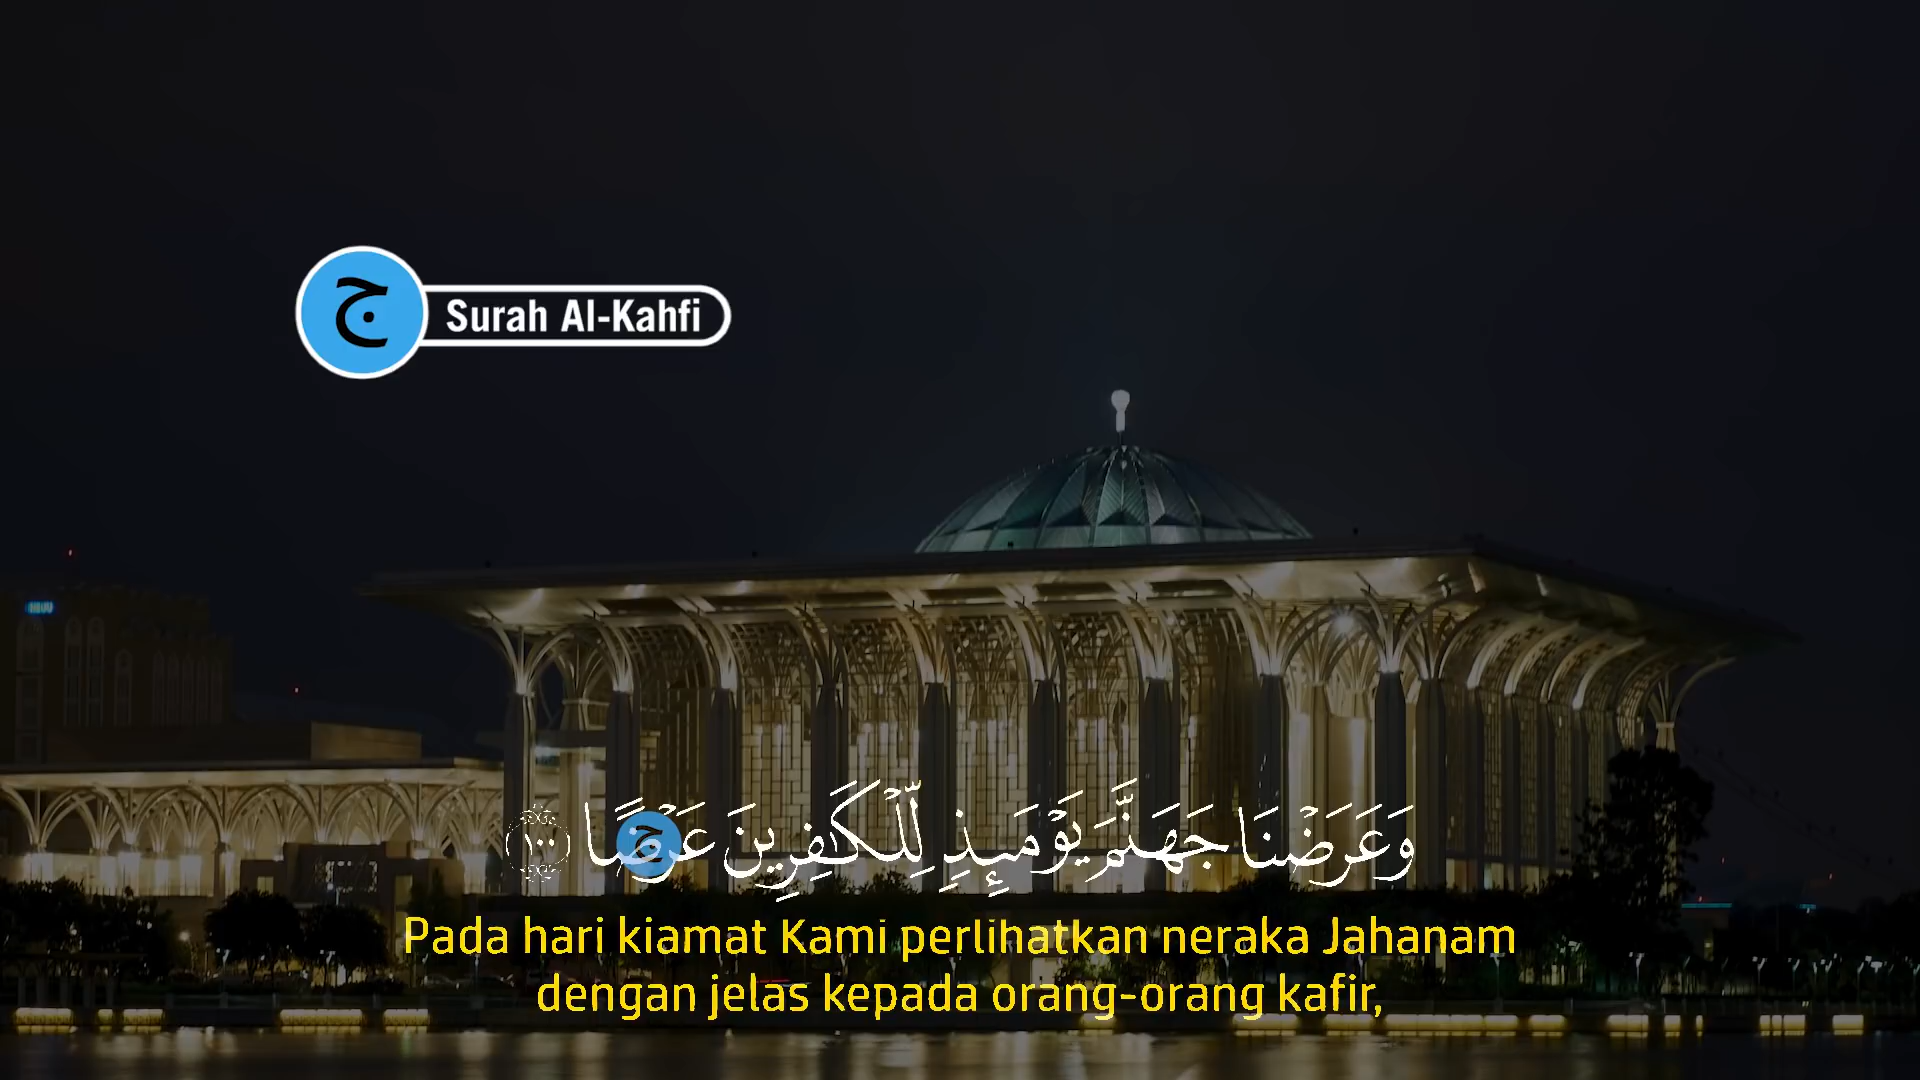 ج
Surah Al-Kahfi
وَعَرَضْنَا جَهَنَّمَ يَوْمَئِذٍ لِّلْكَٰفِرِينَ عَرْضًا ١٠٠
ج
Pada hari kiamat Kami perlihatkan neraka Jahanam
dengan jelas kepada orang-orang kafir,